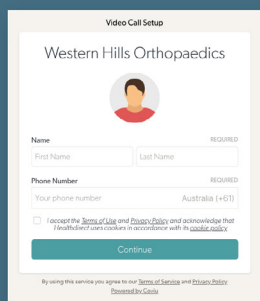 Video Call Setup
Western Hills Orthopaedics
Name REQUIRED
First Name Last Name
Phone Number REQUIRED
Your phone number Australia (+61)
I accept the Terms of Use and Privacy Policy and acknowledge that
Healthdirect uses cookies in accordance with its cookie policy
Continue
By using this service you agree to our Terms of Service and Privacy Policy
Powered by Coviu